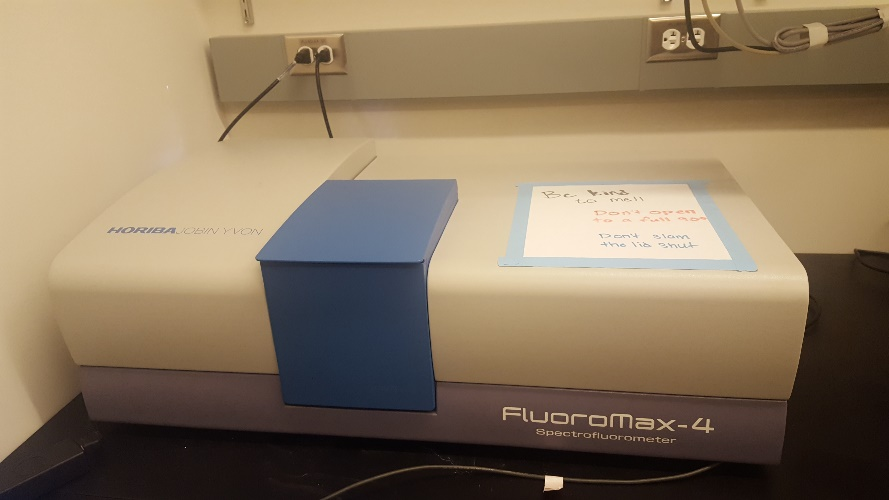 HORIBA JOBIN YVON
Be kind
to me!!
Don't open
to a full 90°
Don't slam
the lid shut
FluoroMax-4
Spectrofluorometer